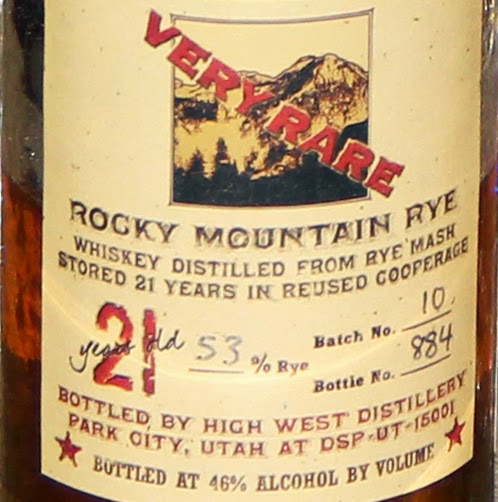 VERY RARE
ROCKY MOUNTAIN RYE
WHISKEY DISTILLED FROM RYE MASH
STORED 21 YEARS IN REUSED COOPERAGE
21
years old
53 % Rye
Batch No. 10
Bottle No. 884
BOTTLED BY HIGH WEST DISTILLERY
PARK CITY, UTAH AT DSP-UT-15001
BOTTLED AT 46% ALCOHOL BY VOLUME